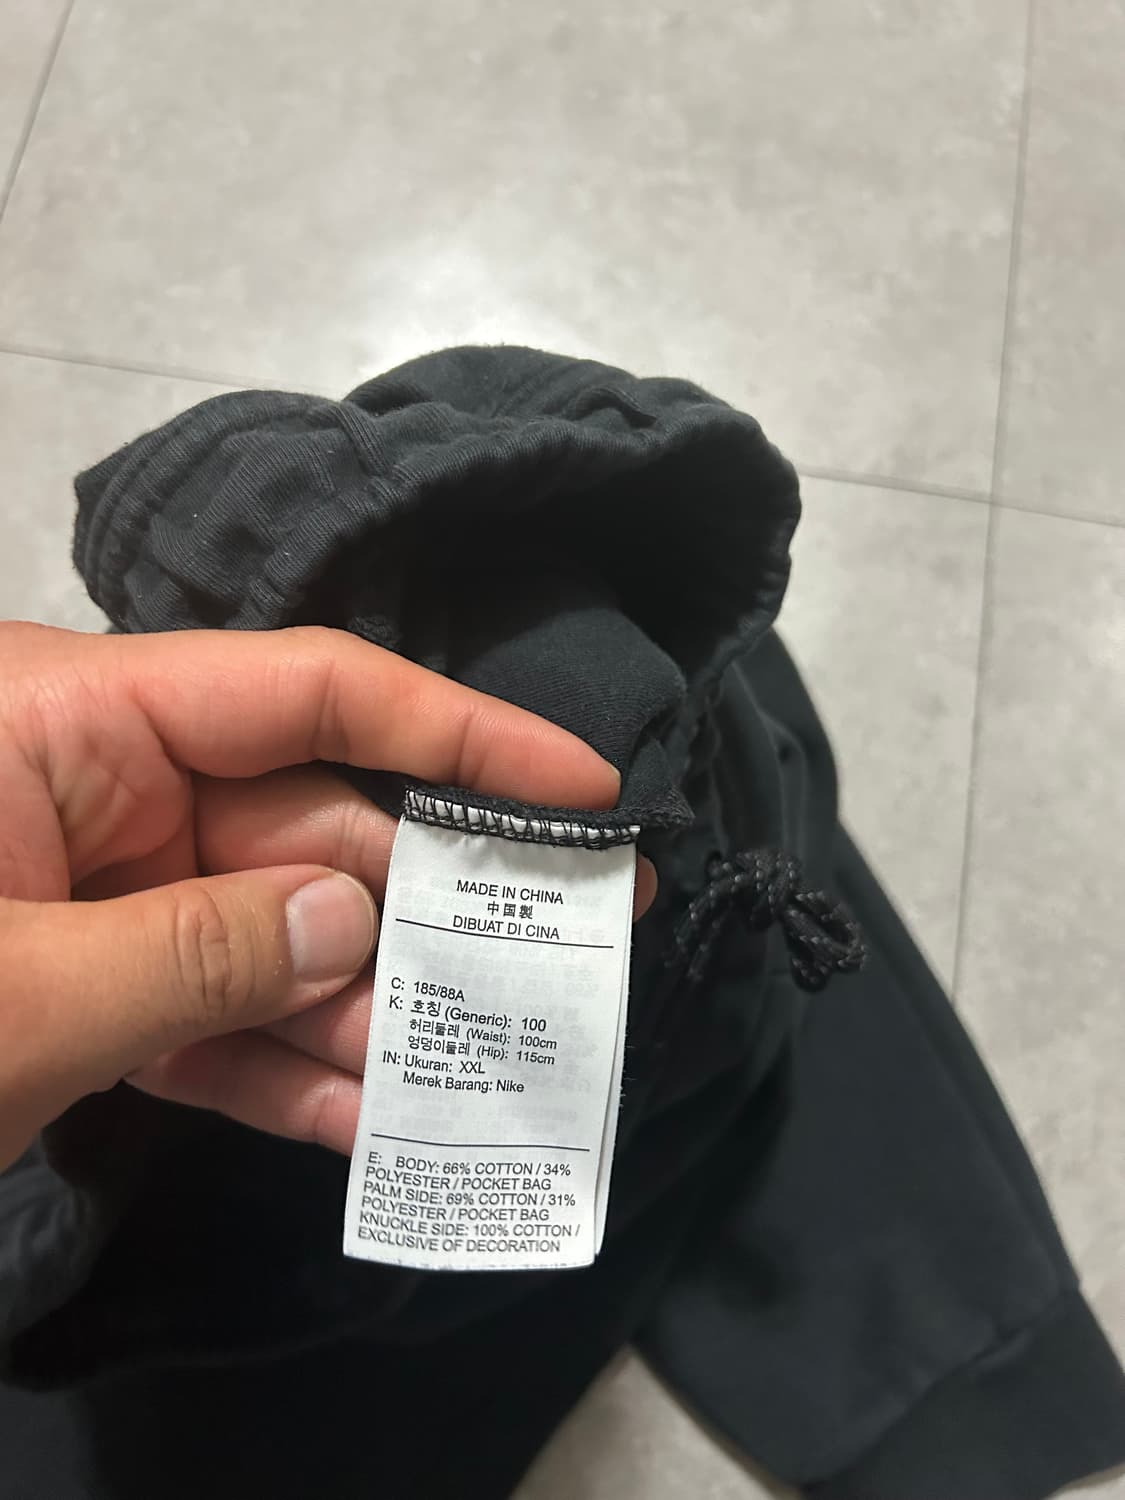 MADE IN CHINA
中国製
DIBUAT DI CINA
C: 185/88A
K: 호칭 (Generic): 100
허리둘레 (Waist): 100cm
엉덩이둘레 (Hip): 115cm
IN: Ukuran: XXL
Merek Barang: Nike
E: BODY: 66% COTTON / 34%
POLYESTER / POCKET BAG
PALM SIDE: 69% COTTON / 31%
POLYESTER / POCKET BAG
KNUCKLE SIDE: 100% COTTON /
EXCLUSIVE OF DECORATION